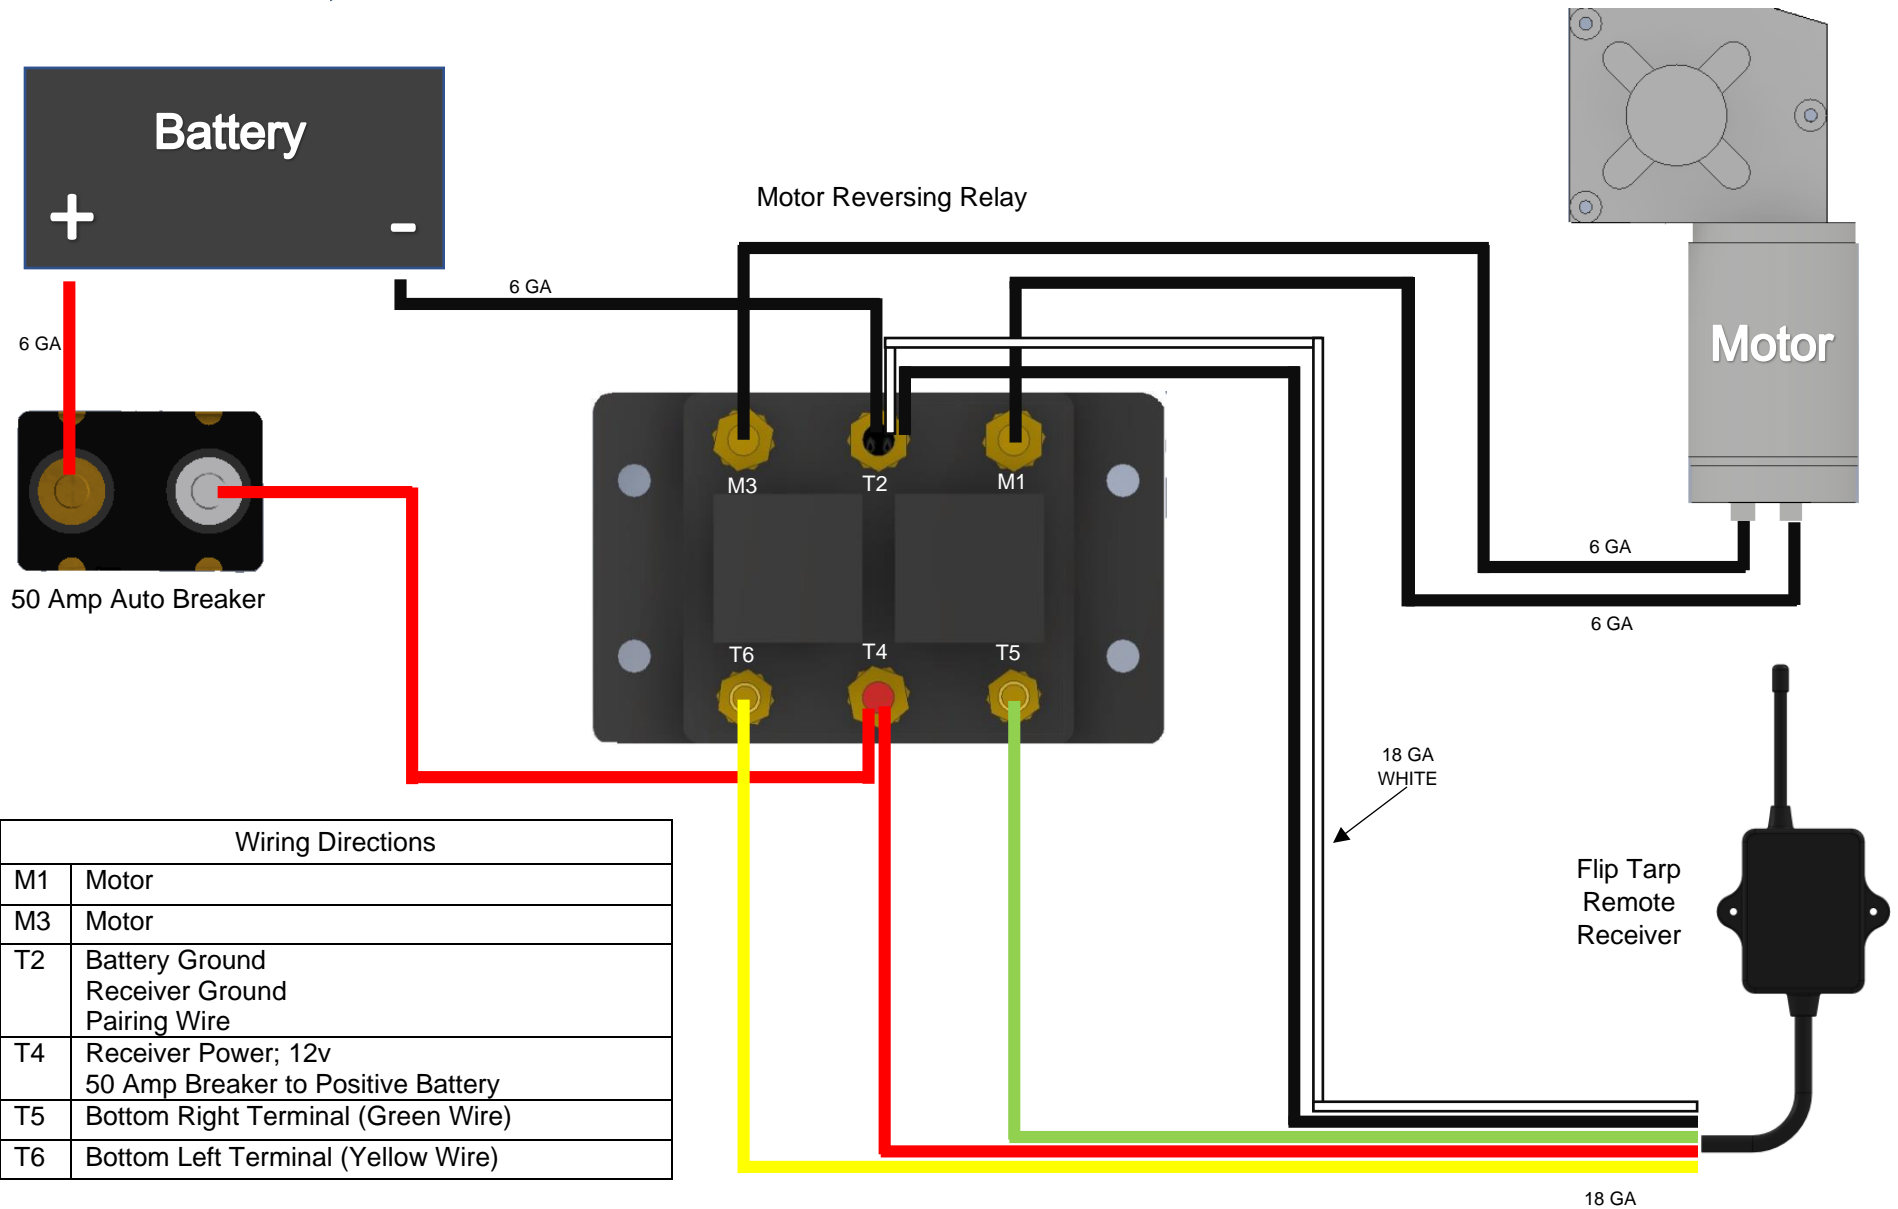 Battery
+
-
Motor Reversing Relay
6 GA
6 GA
Motor
M3
T2
M1
6 GA
50 Amp Auto Breaker
6 GA
T6
T4
T5
18 GA
WHITE
Flip Tarp
Remote
Receiver
Wiring Directions
M1 Motor
M3 Motor
T2 Battery Ground
Receiver Ground
Pairing Wire
T4 Receiver Power; 12v
50 Amp Breaker to Positive Battery
T5 Bottom Right Terminal (Green Wire)
T6 Bottom Left Terminal (Yellow Wire)
18 GA